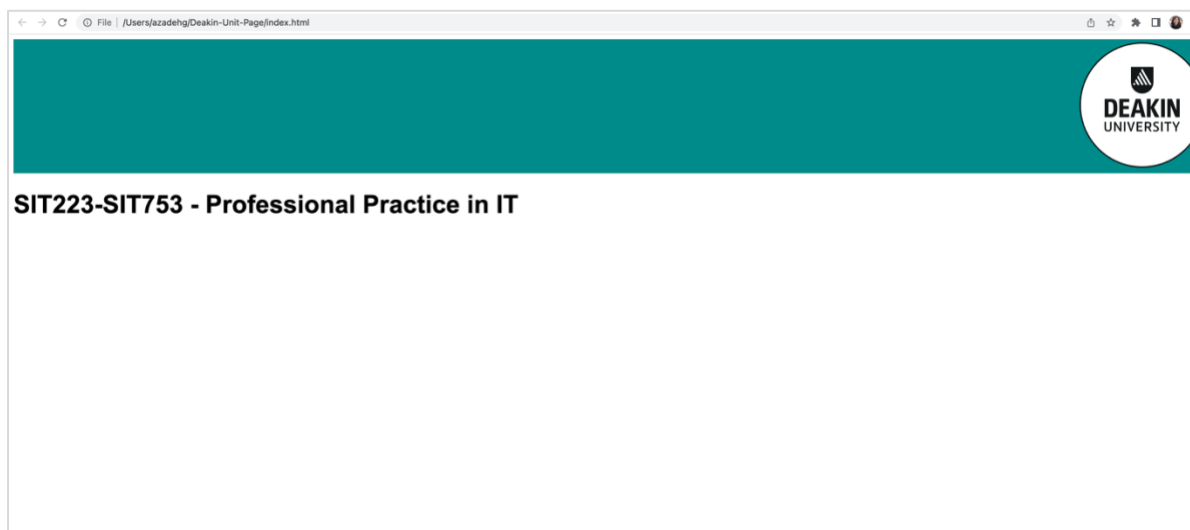 File | /Users/azadehg/Deakin-Unit-Page/index.html
DEAKIN
UNIVERSITY
SIT223-SIT753 - Professional Practice in IT